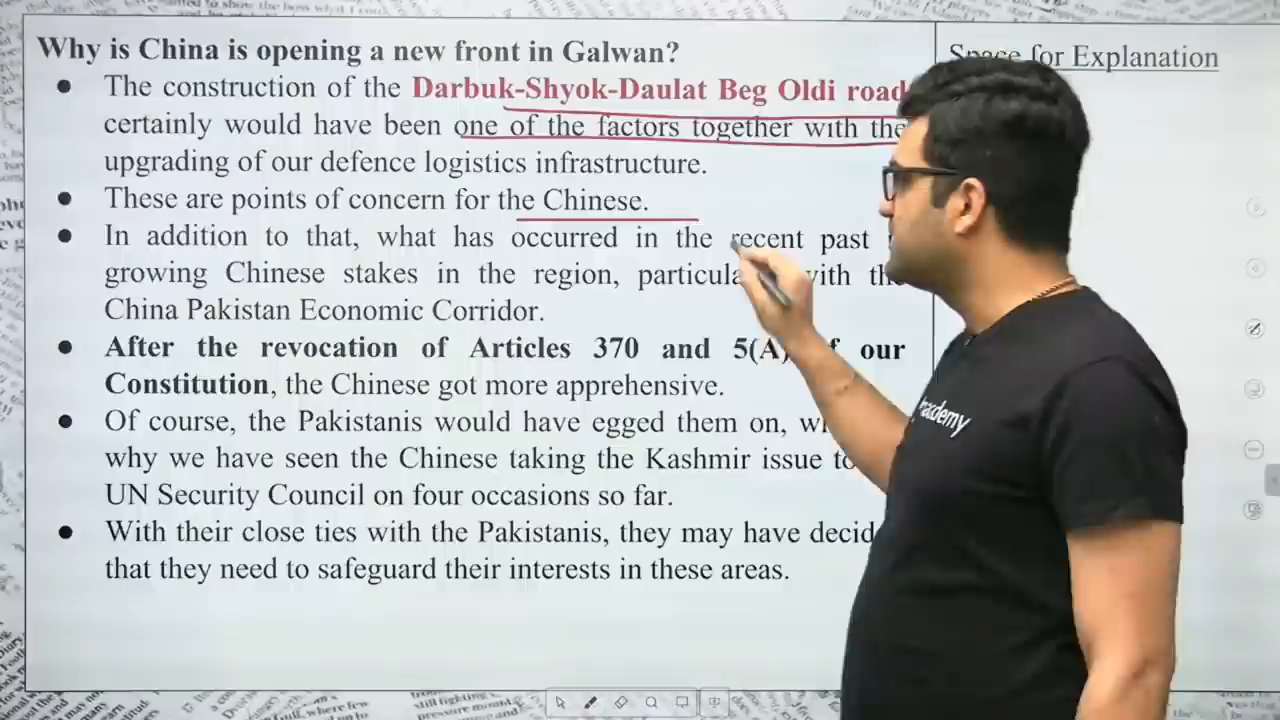 Why is China is opening a new front in Galwan?
Space for Explanation
● The construction of the Darbuk-Shyok-Daulat Beg Oldi road
certainly would have been one of the factors together with the
upgrading of our defence logistics infrastructure.
● These are points of concern for the Chinese.
● In addition to that, what has occurred in the recent past
growing Chinese stakes in the region, with
China Pakistan Economic Corridor.
● After the revocation of Articles 370 and 5(A) our
Constitution, the Chinese got more apprehensive.
● Of course, the Pakistanis would have egged them on,
why we have seen the Chinese taking the Kashmir issue to
UN Security Council on four occasions so far.
● With their close ties with the Pakistanis, they may have
that they need to safeguard their interests in these areas.